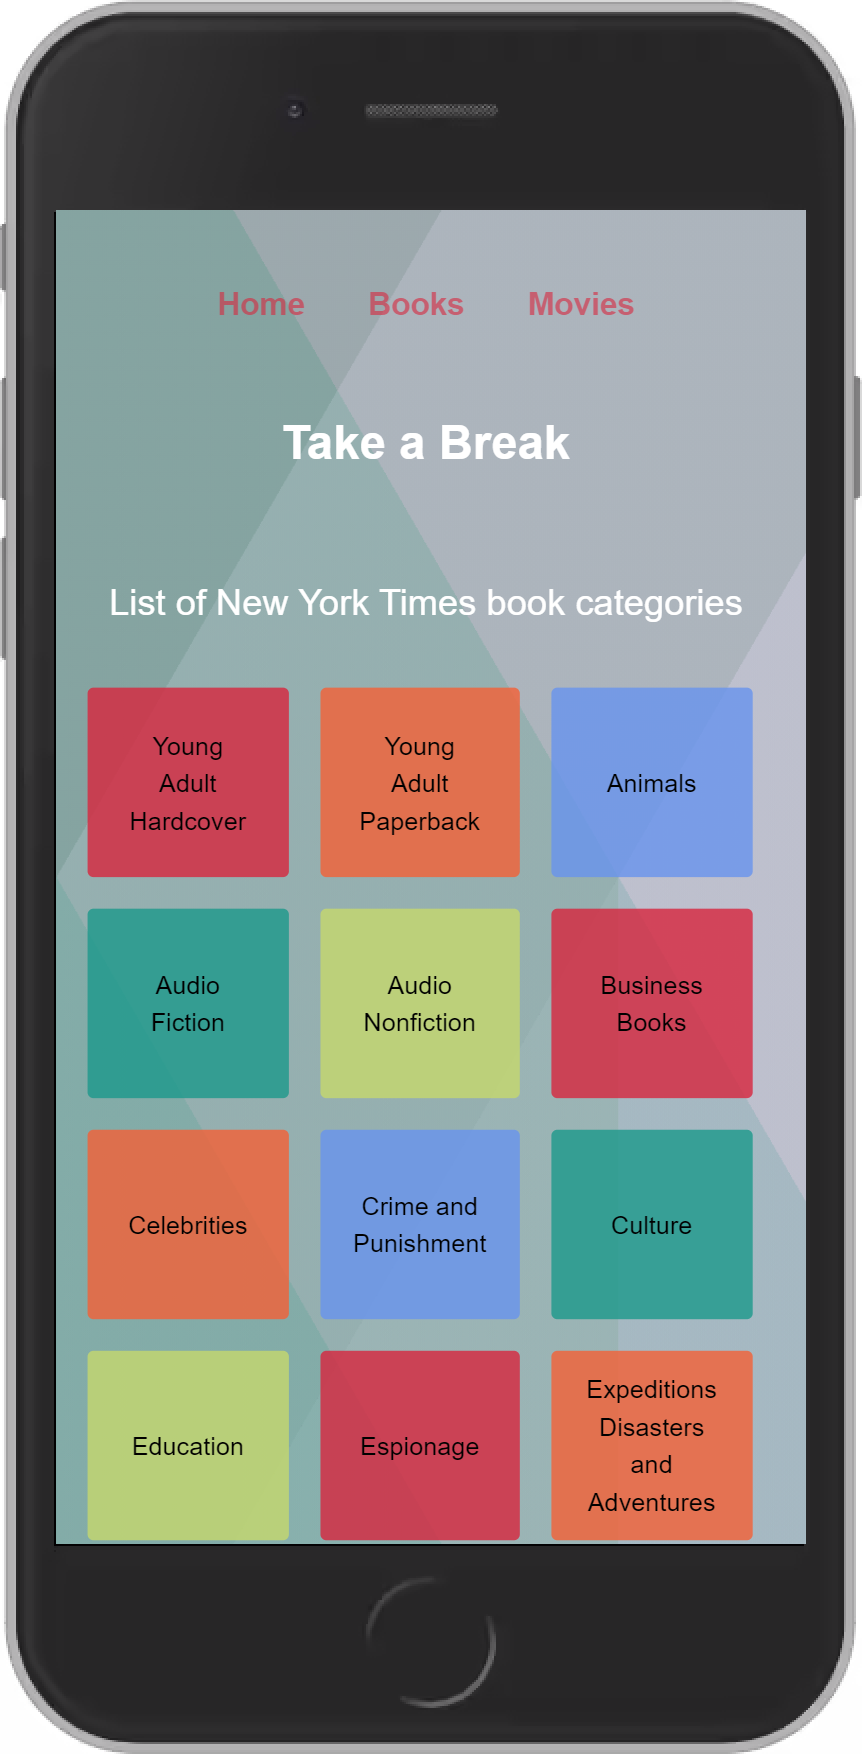 Home Books Movies
Take a Break
List of New York Times book categories
Young
Adult
Hardcover
Young
Adult
Paperback
Animals
Audio
Fiction
Audio
Nonfiction
Business
Books
Celebrities
Crime and
Punishment
Culture
Education
Espionage
Expeditions
Disasters
and
Adventures